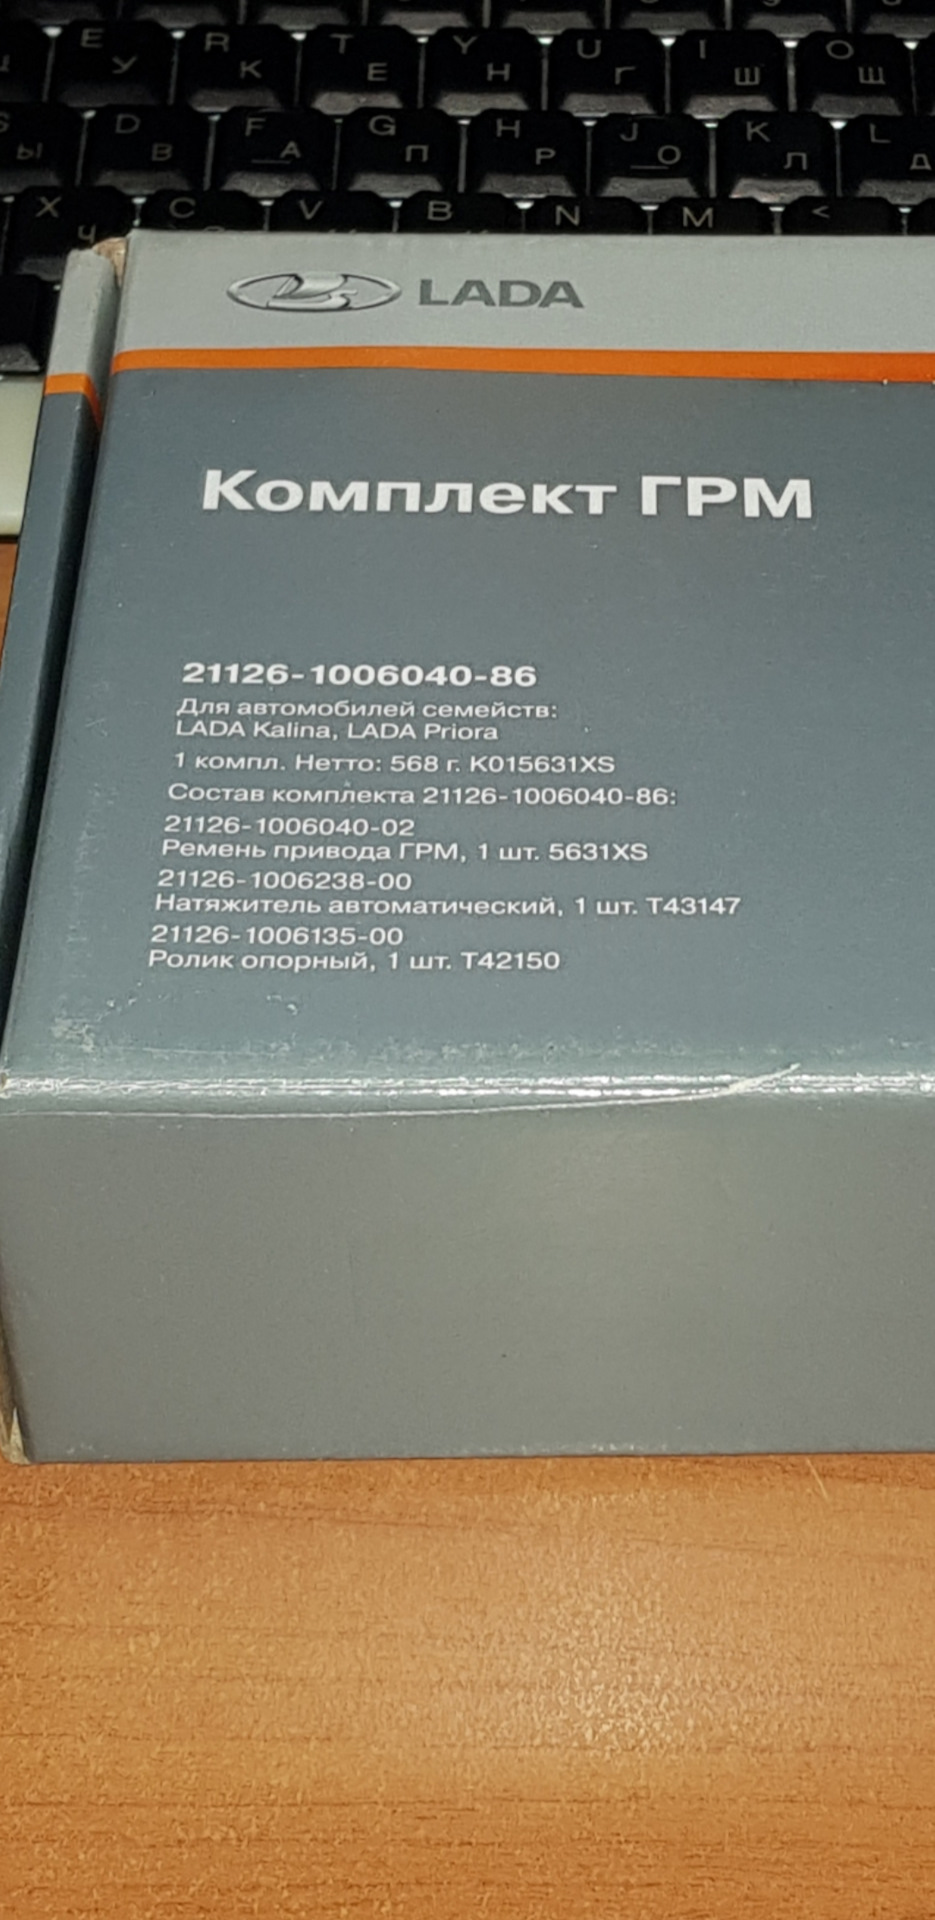 E R T Y U I O
У К Е Н Г Ш Щ
S D F G H J K L
Ы В А П Р О Л Д
X C V B N M <
Ч
LADA
Комплект ГРМ
21126-1006040-86
Для автомобилей семейств:
LADA Kalina, LADA Priora
1 компл. Нетто: 568 г. K015631XS
Состав комплекта 21126-1006040-86:
21126-1006040-02
Ремень привода ГРМ, 1 шт. 5631XS
21126-1006238-00
Натяжитель автоматический, 1 шт. T43147
21126-1006135-00
Ролик опорный, 1 шт. T42150